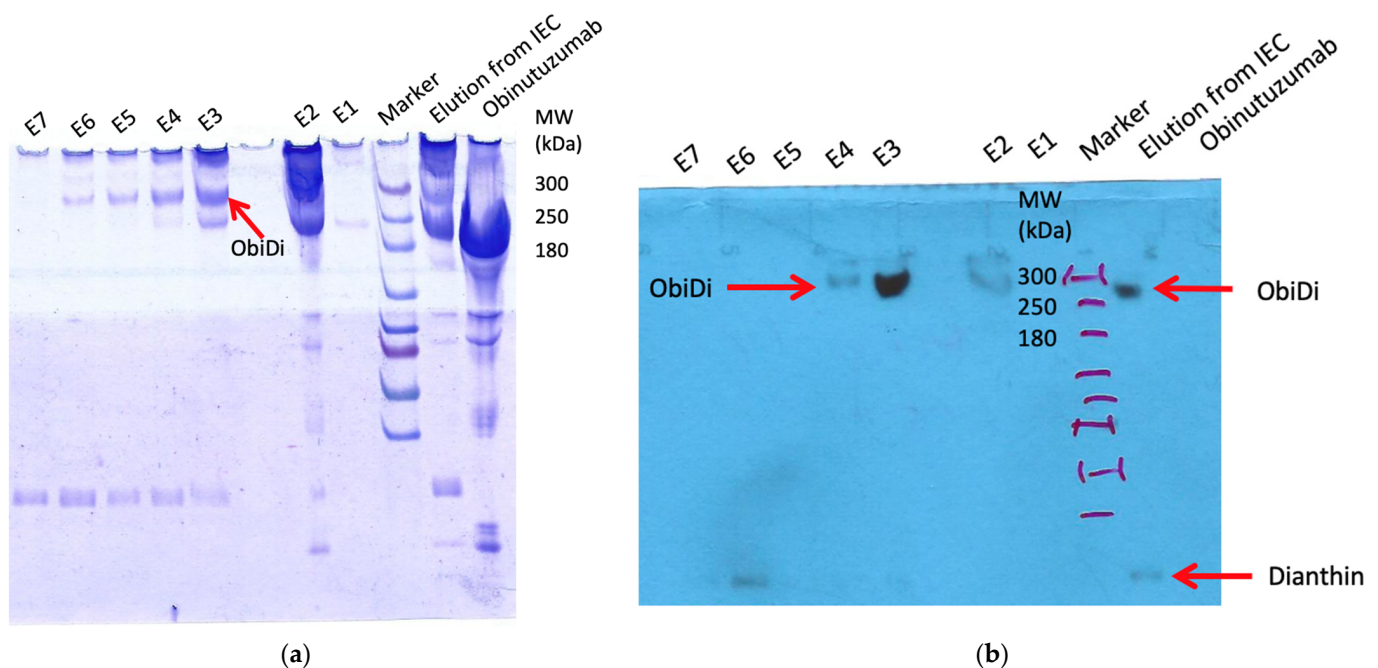 E7
E6
E5
E4
E3
E2
E1
Marker
Elution from IEC
Obinutuzumab
MW
(kDa)
300
250
180
ObiDi
(a)
E7
E6
E5
E4
E3
E2
E1
Marker
Elution from IEC
Obinutuzumab
MW
(kDa)
300
250
180
ObiDi
ObiDi
Dianthin
(b)